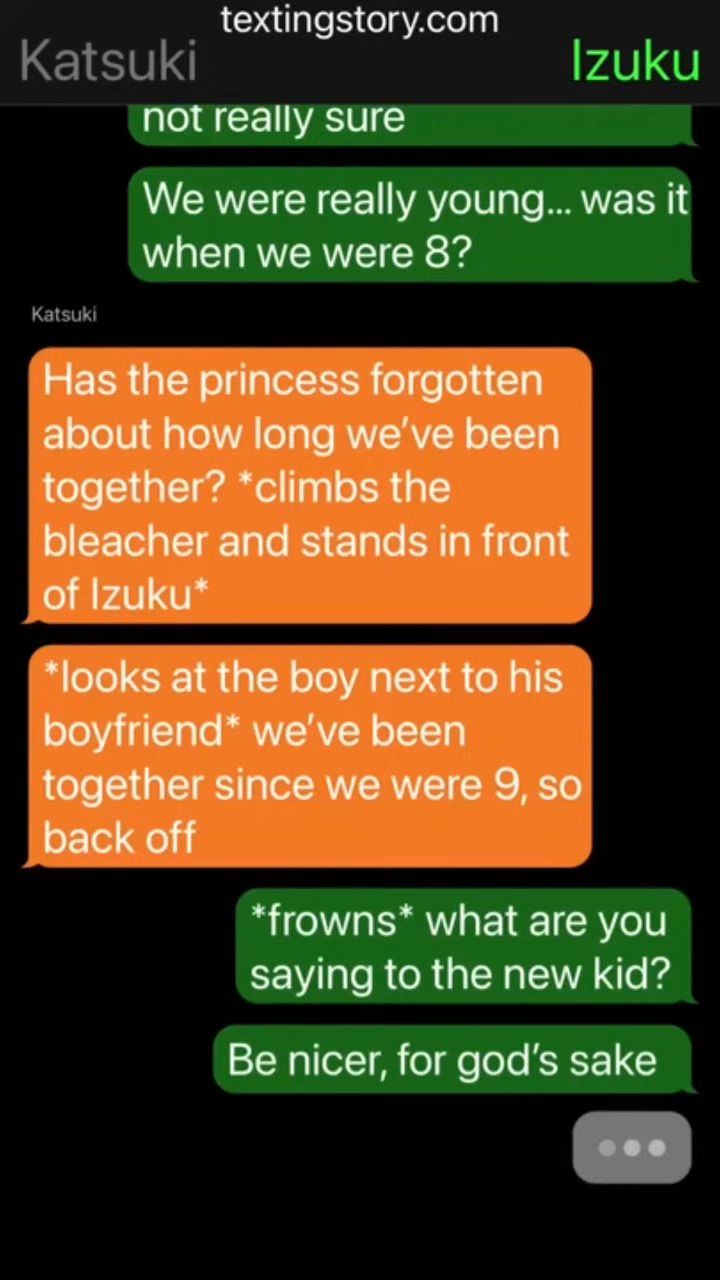 textingstory.com
Katsuki
Izuku
not really sure
We were really young... was it
when we were 8?
Katsuki
Has the princess forgotten
about how long we’ve been
together? *climbs the
bleacher and stands in front
of Izuku*
*looks at the boy next to his
boyfriend* we’ve been
together since we were 9, so
back off
*frowns* what are you
saying to the new kid?
Be nicer, for god’s sake